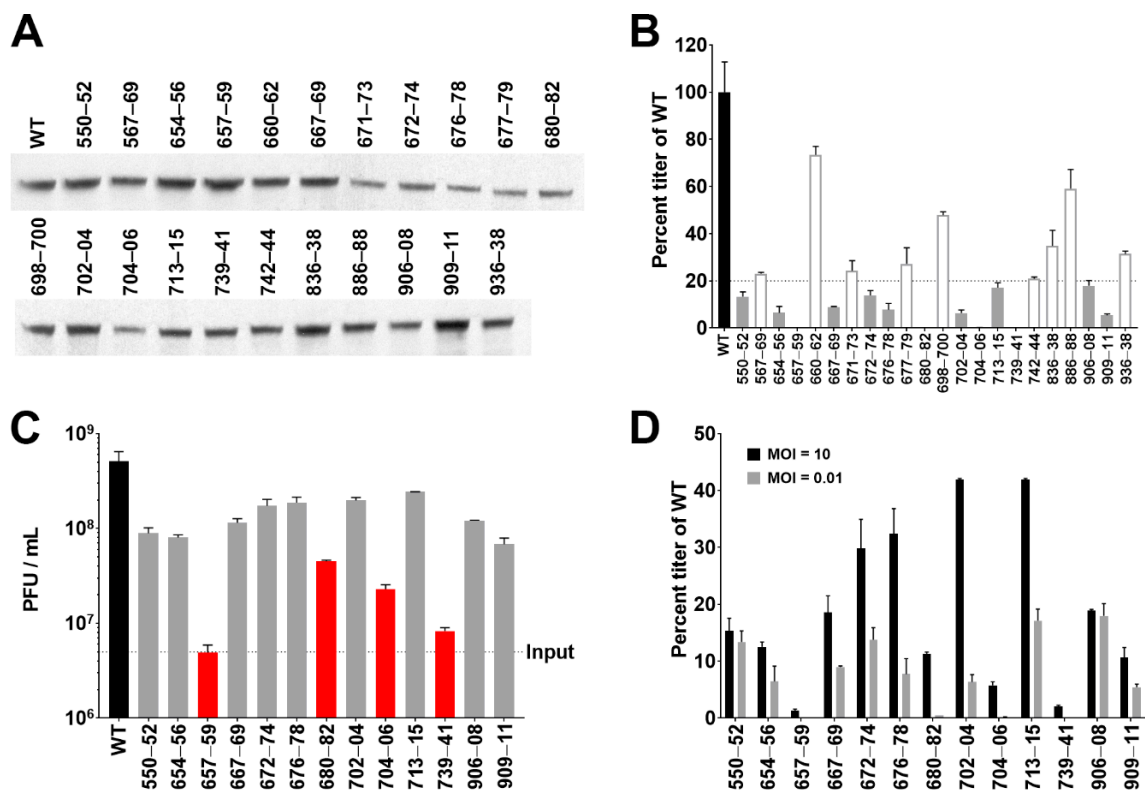 A
WT 550–52 567–69 654–56 657–59 660–62 667–69 671–73 672–74 676–78 677–79 680–82
698–700 702–04 704–06 713–15 739–41 742–44 836–38 886–88 906–08 909–11 936–38
B
Percent titer of WT
120
100
80
60
40
20
0
WT 550–52 567–69 654–56 657–59 660–62 667–69 671–73 672–74 676–78 677–79 680–82 698–700 702–04 704–06 713–15 739–41 742–44 836–38 886–88 906–08 909–11 936–38
C
PFU / mL
10⁹
10⁸
10⁷
10⁶
Input
WT 550–52 654–56 657–59 667–69 672–74 676–78 680–82 702–04 704–06 713–15 739–41 906–08 909–11
D
Percent titer of WT
MOI = 10
MOI = 0.01
50
40
30
20
10
0
550–52 654–56 657–59 667–69 672–74 676–78 680–82 702–04 704–06 713–15 739–41 906–08 909–11